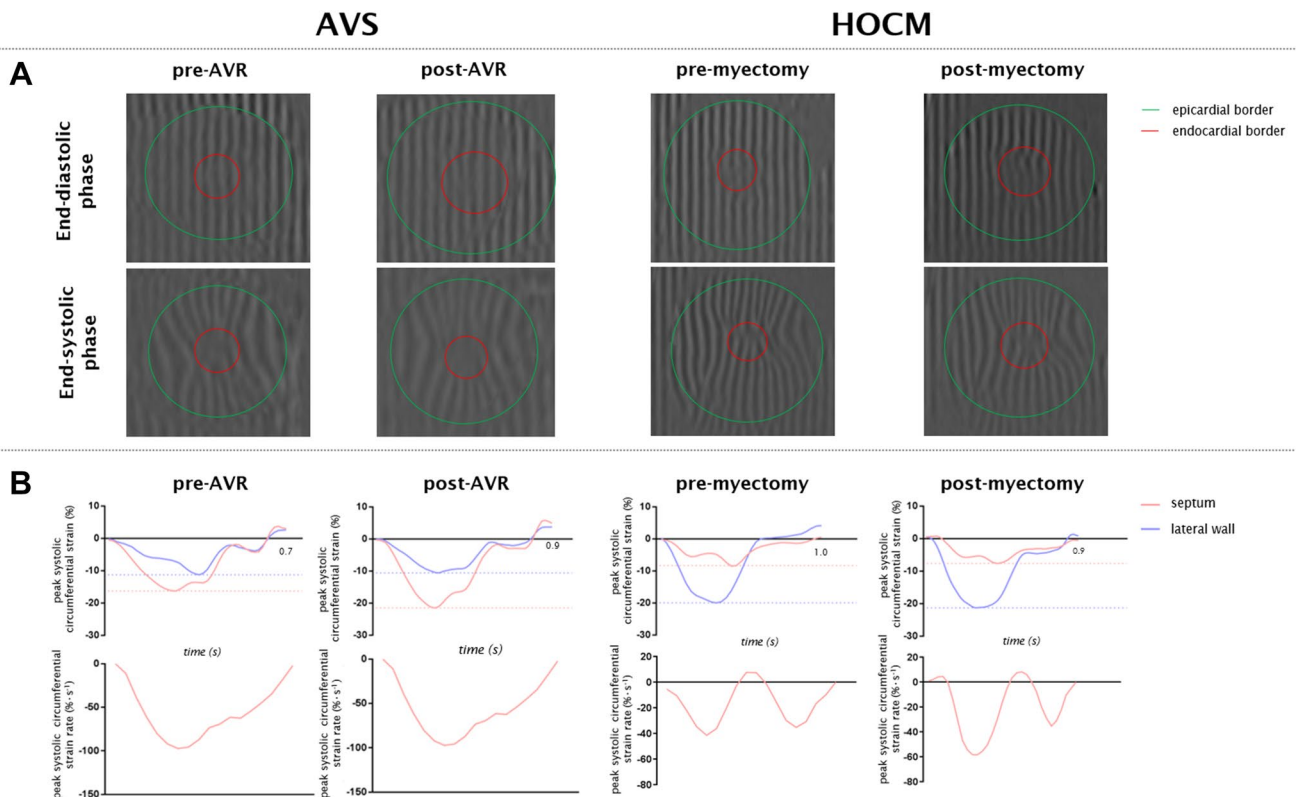 AVS
HOCM
A
pre-AVR
post-AVR
pre-myectomy
post-myectomy
End-diastolic
phase
epicardial border
endocardial border
End-systolic
phase
B
pre-AVR
post-AVR
pre-myectomy
post-myectomy
peak systolic
circumferential strain (%)
10
0
-10
-20
-30
0.7
time (s)
peak systolic
circumferential strain (%)
10
0
-10
-20
-30
0.9
time (s)
peak systolic
circumferential strain (%)
10
0
-10
-20
-30
1.0
time (s)
peak systolic
circumferential strain (%)
10
0
-10
-20
-30
0.9
time (s)
septum
lateral wall
peak systolic circumferential
strain rate (%·s⁻¹)
0
-50
-100
-150
peak systolic circumferential
strain rate (%·s⁻¹)
0
-50
-100
-150
peak systolic circumferential
strain rate (%·s⁻¹)
20
0
-20
-40
-60
-80
peak systolic circumferential
strain rate (%·s⁻¹)
20
0
-20
-40
-60
-80